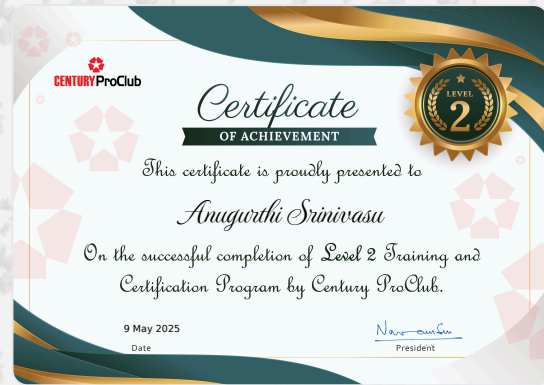 CENTURY ProClub
Certificate
OF ACHIEVEMENT
LEVEL
2
This certificate is proudly presented to
Anugurthi Srinivasu
On the successful completion of Level 2 Training and
Certification Program by Century ProClub.
9 May 2025
Date
President